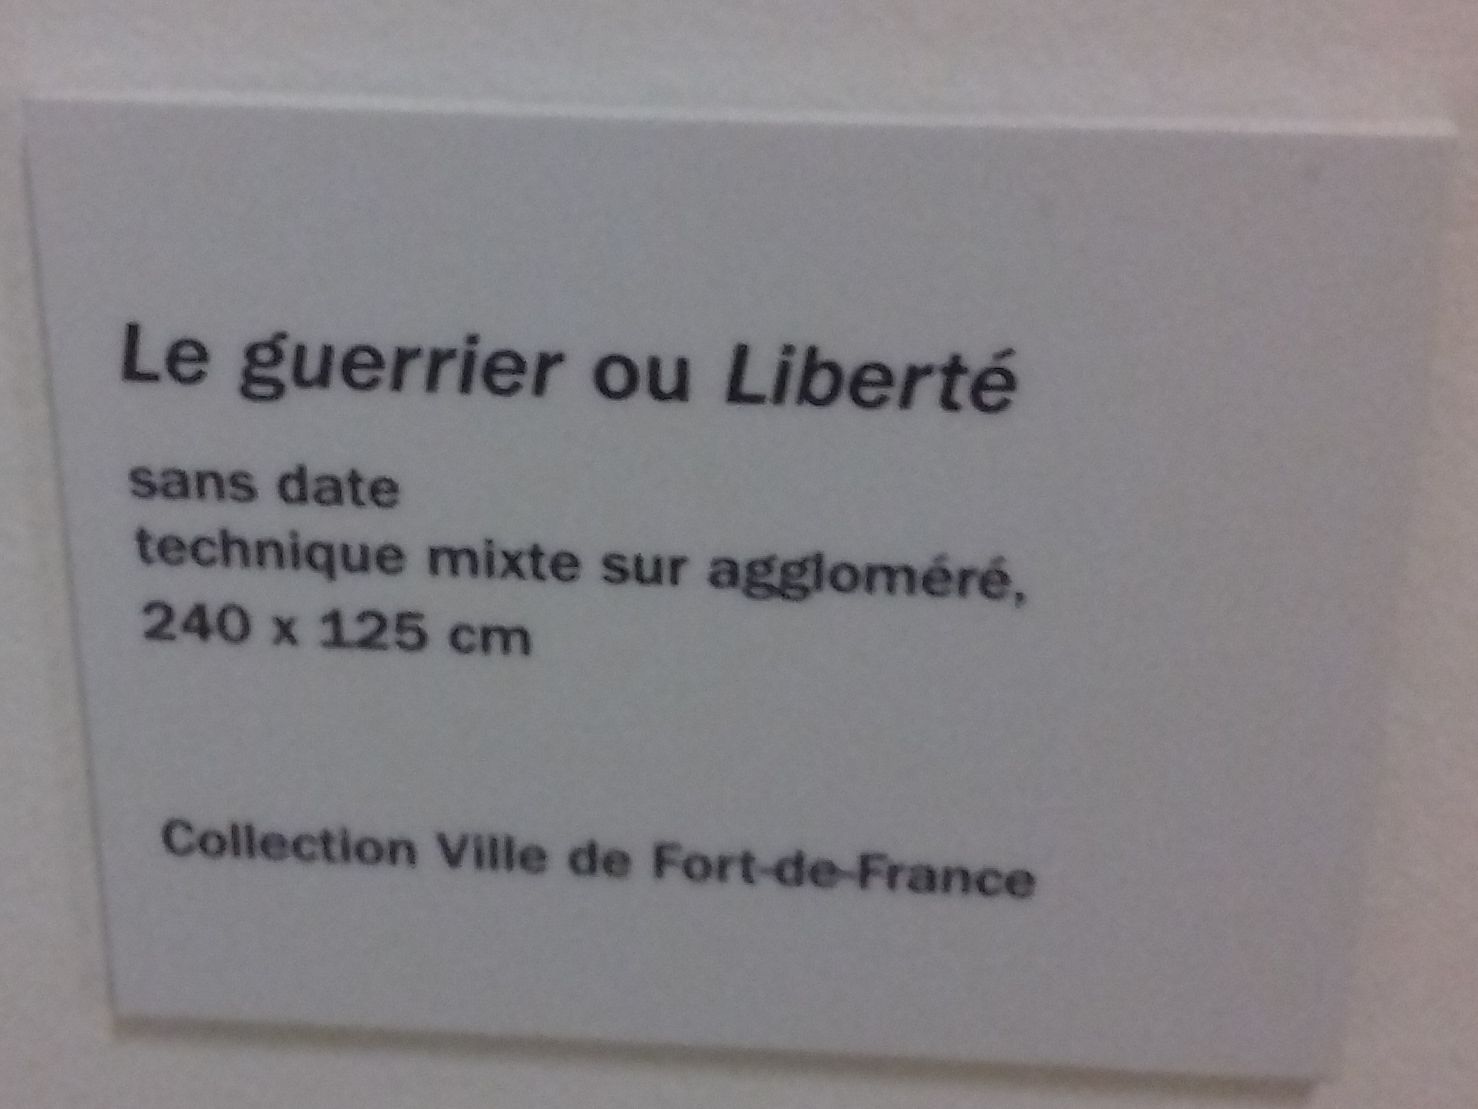 Le guerrier ou Liberté
sans date
technique mixte sur aggloméré,
240 x 125 cm
Collection Ville de Fort-de-France